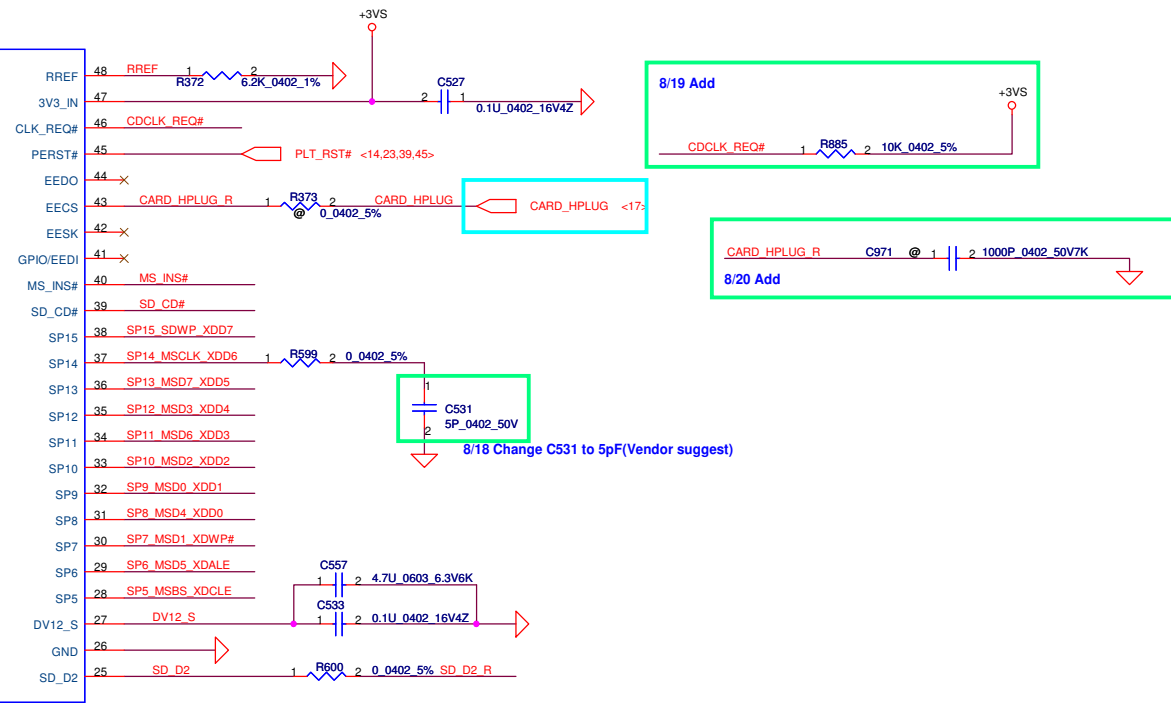 +3VS
RREF 48 RREF 1 R372 2 6.2K_0402_1%
3V3_IN 47 2 C527 1 0.1U_0402_16V4Z
CLK_REQ# 46 CDCLK_REQ#
PERST# 45 PLT_RST# <14,23,39,45>
EEDO 44
EECS 43 CARD_HPLUG_R 1 R373 2 CARD_HPLUG CARD_HPLUG <17>
@ 0_0402_5%
EESK 42
GPIO/EEDI 41
MS_INS# 40 MS_INS#
SD_CD# 39 SD_CD#
SP15 38 SP15_SDWP_XDD7
SP14 37 SP14_MSCLK_XDD6 1 R599 2 0_0402_5%
SP13 36 SP13_MSD7_XDD5
1
C531
5P_0402_50V
2
8/18 Change C531 to 5pF(Vendor suggest)
SP12 35 SP12_MSD3_XDD4
SP11 34 SP11_MSD6_XDD3
SP10 33 SP10_MSD2_XDD2
SP9 32 SP9_MSD0_XDD1
SP8 31 SP8_MSD4_XDD0
SP7 30 SP7_MSD1_XDWP#
SP6 29 SP6_MSD5_XDALE
SP5 28 SP5_MSBS_XDCLE
C557
1 2 4.7U_0603_6.3V6K
C533
DV12_S 27 DV12_S 1 2 0.1U_0402_16V4Z
GND 26
SD_D2 25 SD_D2 1 R600 2 0_0402_5% SD_D2_R
8/19 Add
+3VS
CDCLK_REQ# 1 R885 2 10K_0402_5%
CARD_HPLUG_R C971 @ 1 2 1000P_0402_50V7K
8/20 Add